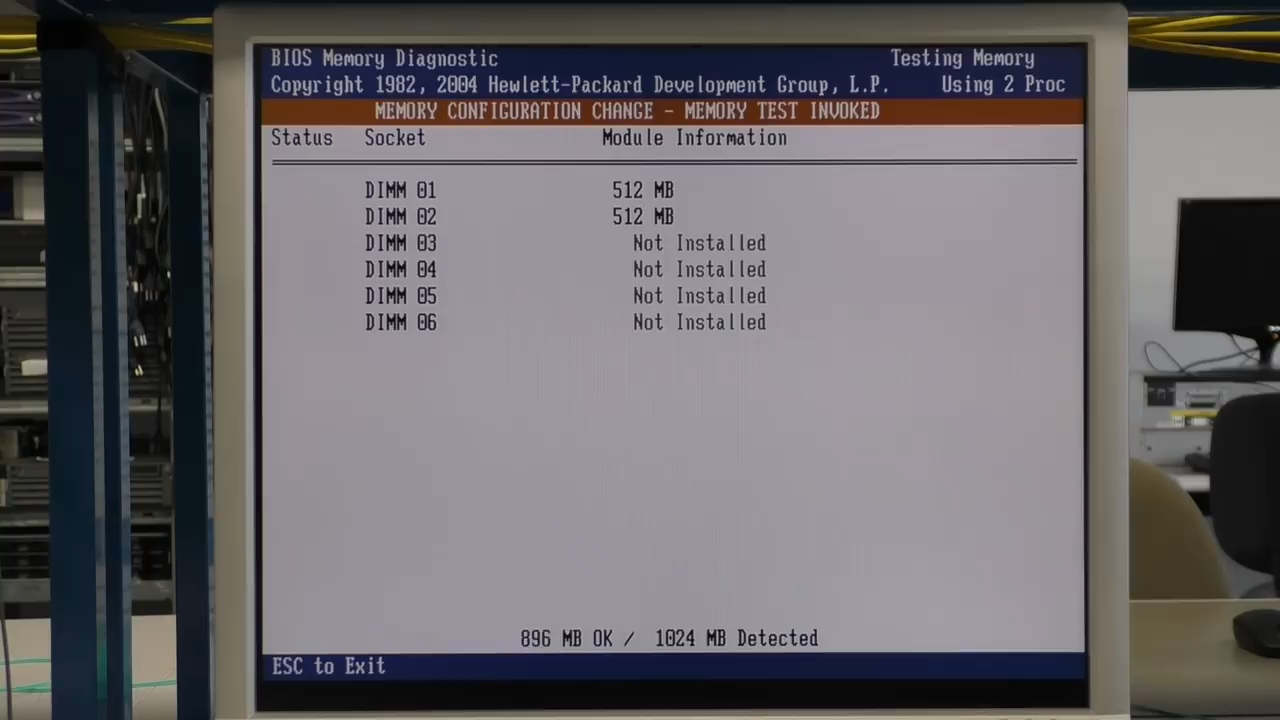 BIOS Memory Diagnostic Testing Memory
Copyright 1982, 2004 Hewlett-Packard Development Group, L.P. Using 2 Proc
MEMORY CONFIGURATION CHANGE - MEMORY TEST INVOKED
Status Socket Module Information
DIMM 01 512 MB
DIMM 02 512 MB
DIMM 03 Not Installed
DIMM 04 Not Installed
DIMM 05 Not Installed
DIMM 06 Not Installed
896 MB OK / 1024 MB Detected
ESC to Exit